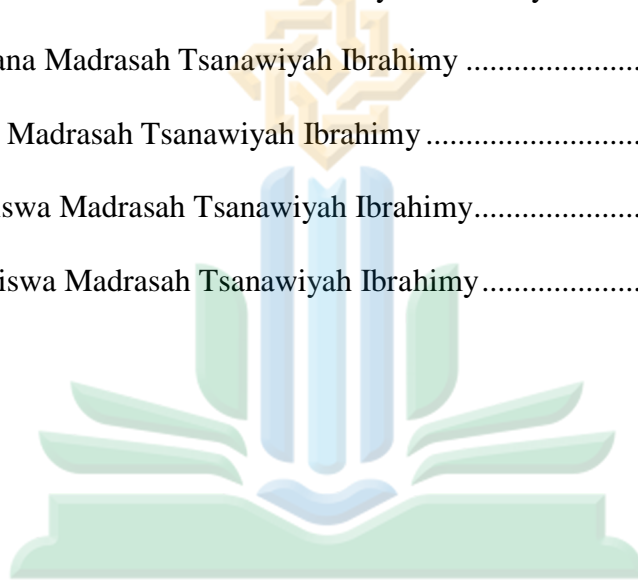 ana Madrasah Tsanawiyah Ibrahimy ......................
Madrasah Tsanawiyah Ibrahimy ...........................
iswa Madrasah Tsanawiyah Ibrahimy.....................
iswa Madrasah Tsanawiyah Ibrahimy ....................